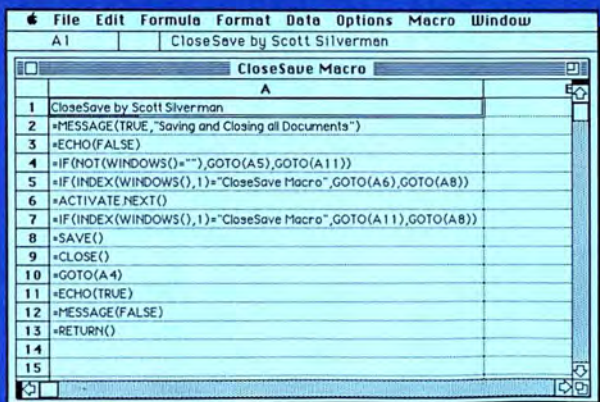 File Edit Formula Format Data Options Macro Window
A1 CloseSave by Scott Silverman
CloseSave Macro
A
1 CloseSave by Scott Silverman
2 =MESSAGE(TRUE,"Saving and Closing all Documents")
3 =ECHO(FALSE)
4 =IF(NOT(WINDOWS()=""),GOTO(A5),GOTO(A11))
5 =IF(INDEX(WINDOWS(),1)="CloseSave Macro",GOTO(A6),GOTO(A8))
6 =ACTIVATE.NEXT()
7 =IF(INDEX(WINDOWS(),1)="CloseSave Macro",GOTO(A11),GOTO(A8))
8 =SAVE()
9 =CLOSE()
10 =GOTO(A4)
11 =ECHO(TRUE)
12 =MESSAGE(FALSE)
13 =RETURN()
14
15